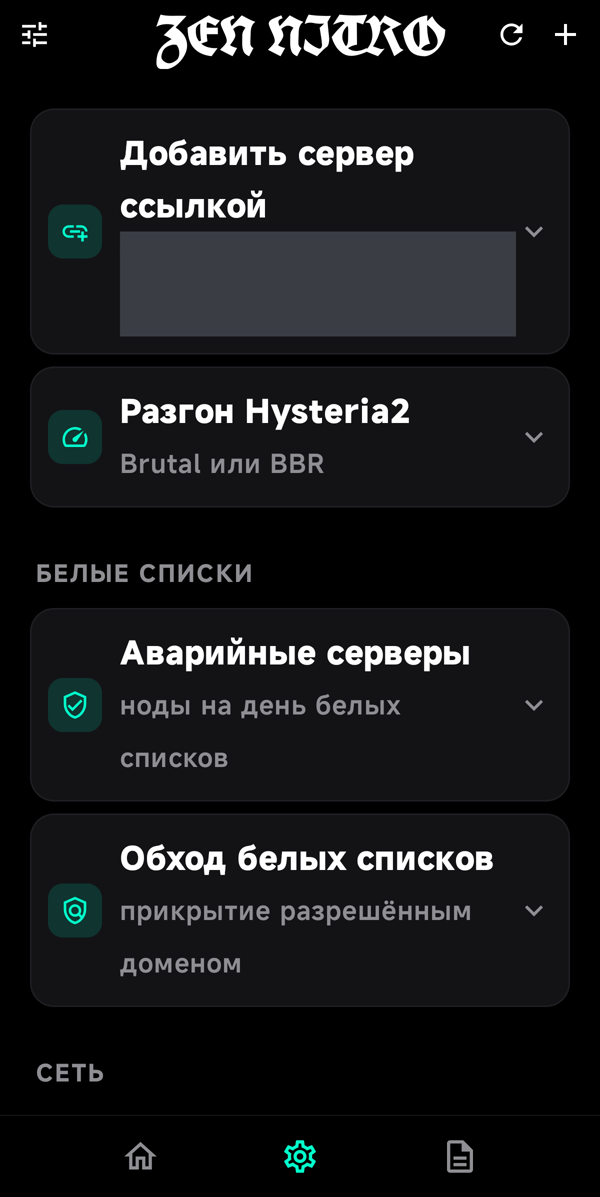 ZEN NITRO
Добавить сервер
ссылкой
Разгон Hysteria2
Brutal или BBR
БЕЛЫЕ СПИСКИ
Аварийные серверы
ноды на день белых
списков
Обход белых списков
прикрытие разрешённым
доменом
СЕТЬ